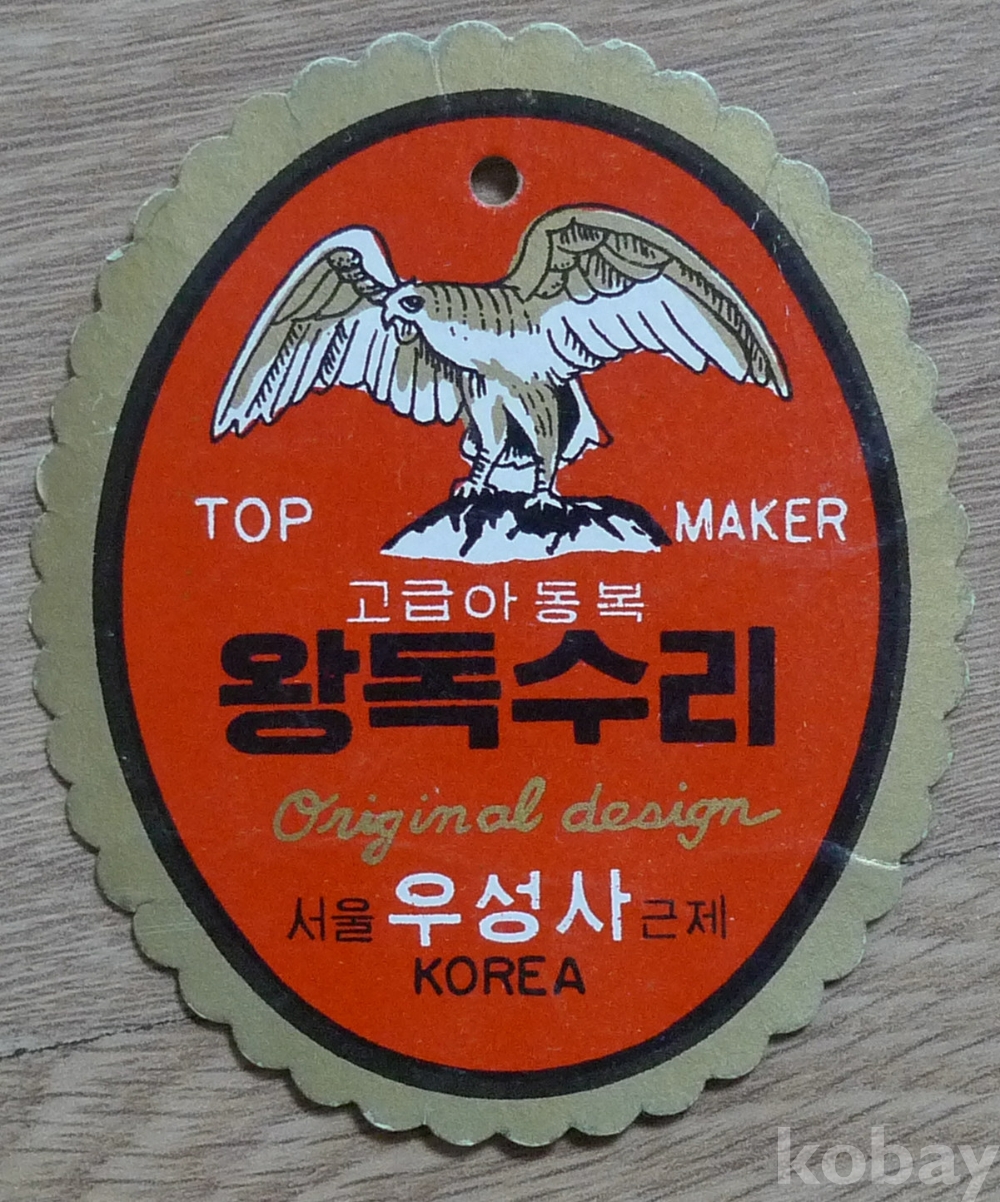 TOP MAKER
고급아동복
왕독수리
Original design
서울 우성사 근제
KOREA
kobay